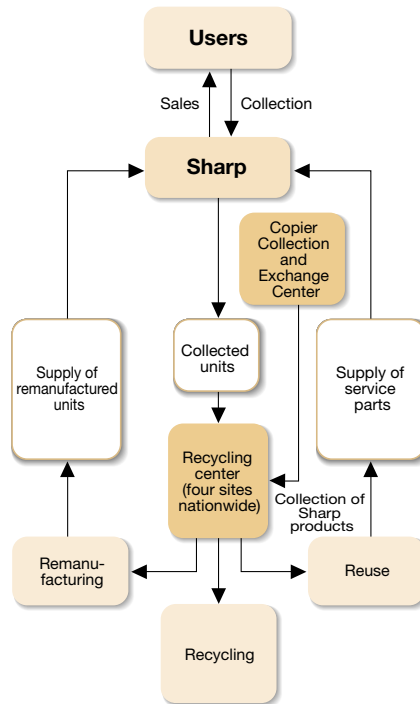 Users
Sales
Collection
Sharp
Copier
Collection
and
Exchange
Center
Collected
units
Supply of
remanufactured
units
Supply of
service
parts
Recycling
center
(four sites
nationwide)
Collection of
Sharp
products
Remanu-
facturing
Reuse
Recycling